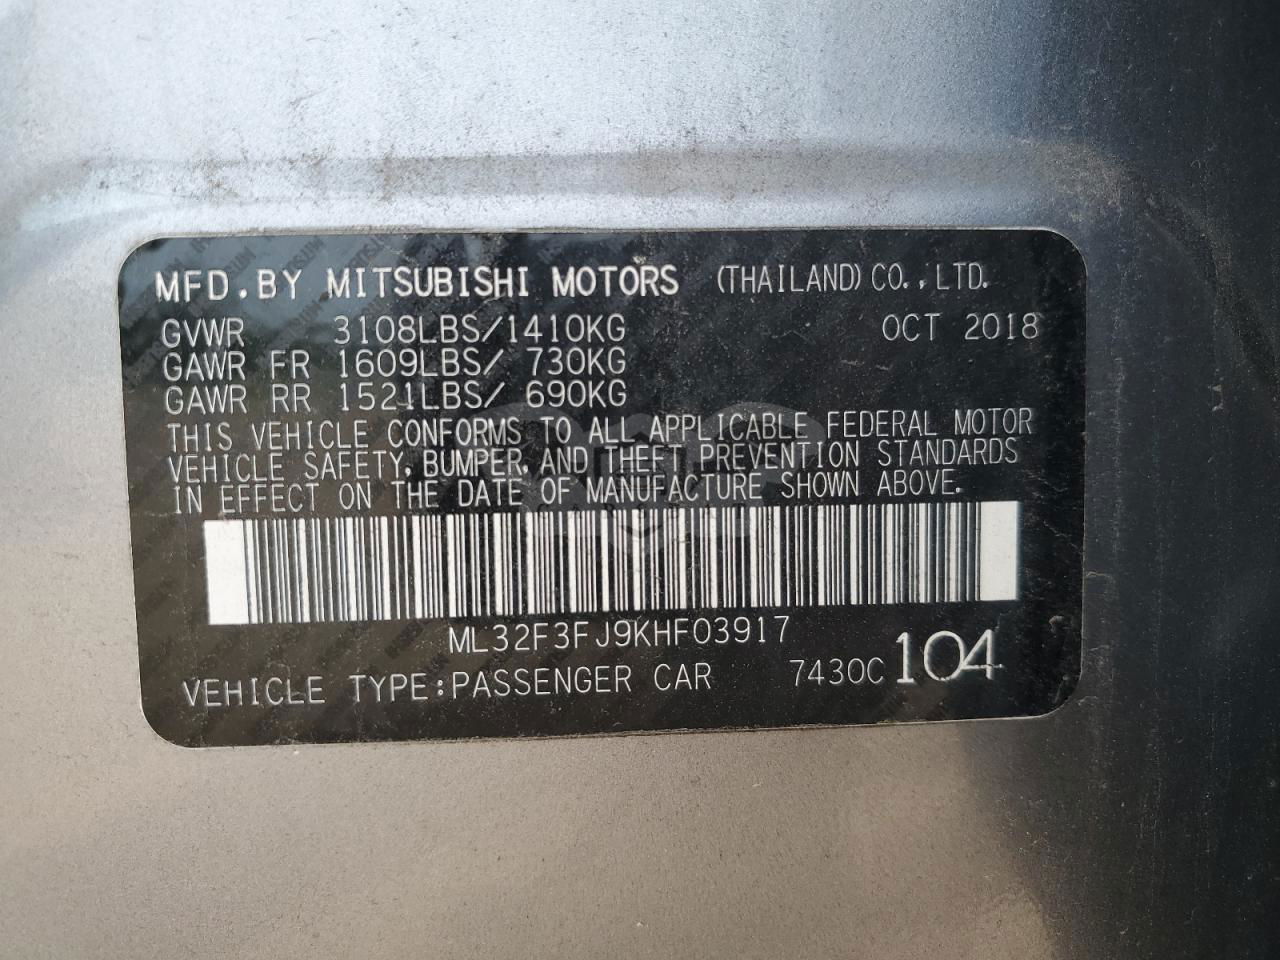 MFD.BY MITSUBISHI MOTORS (THAILAND) CO.,LTD.
GVWR 3108LBS/1410KG OCT 2018
GAWR FR 1609LBS/ 730KG
GAWR RR 1521LBS/ 690KG
THIS VEHICLE CONFORMS TO ALL APPLICABLE FEDERAL MOTOR
VEHICLE SAFETY, BUMPER, AND THEFT PREVENTION STANDARDS
IN EFFECT ON THE DATE OF MANUFACTURE SHOWN ABOVE.
ML32F3FJ9KHF03917
VEHICLE TYPE:PASSENGER CAR 7430C 104